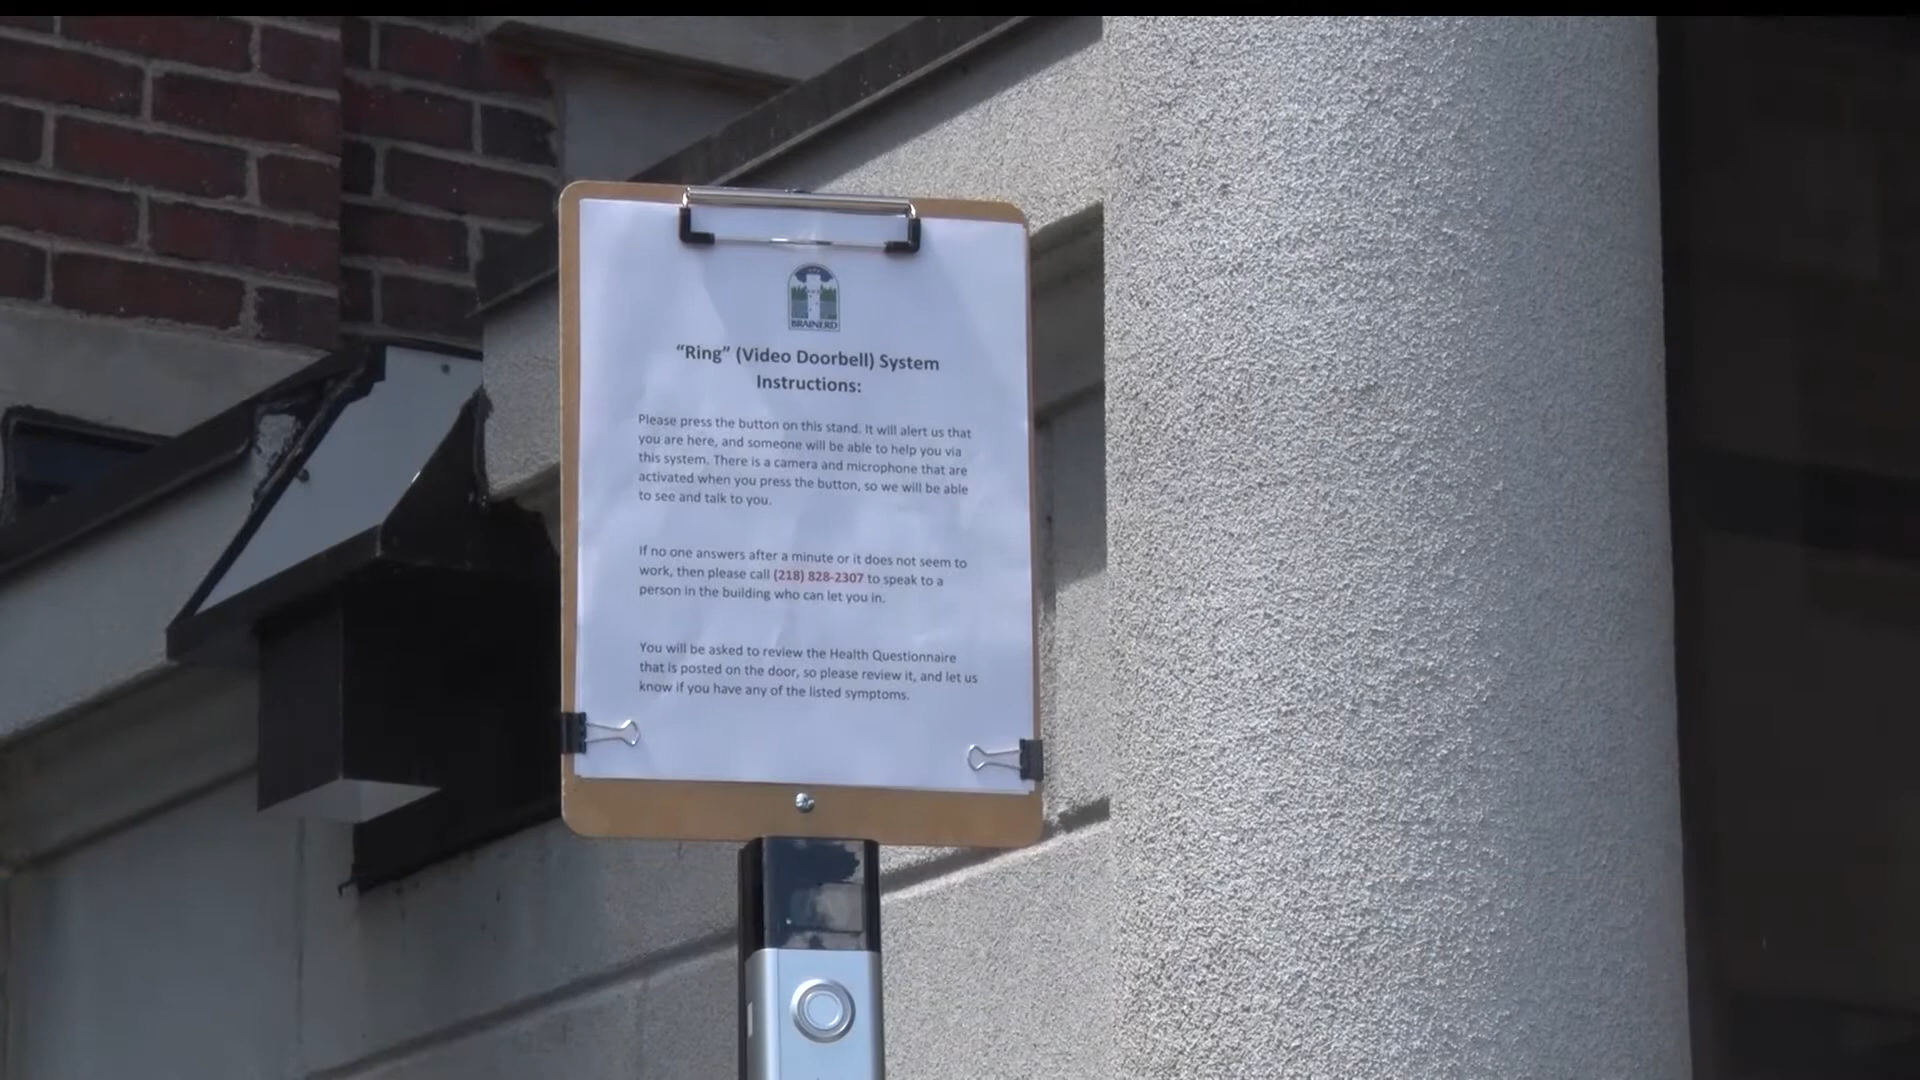 BRAINERD
“Ring” (Video Doorbell) System
Instructions:
Please press the button on this stand. It will alert us that
you are here, and someone will be able to help you via
this system. There is a camera and microphone that are
activated when you press the button, so we will be able
to see and talk to you.
If no one answers after a minute or it does not seem to
work, then please call (218) 828-2307 to speak to a
person in the building who can let you in.
You will be asked to review the Health Questionnaire
that is posted on the door, so please review it, and let us
know if you have any of the listed symptoms.